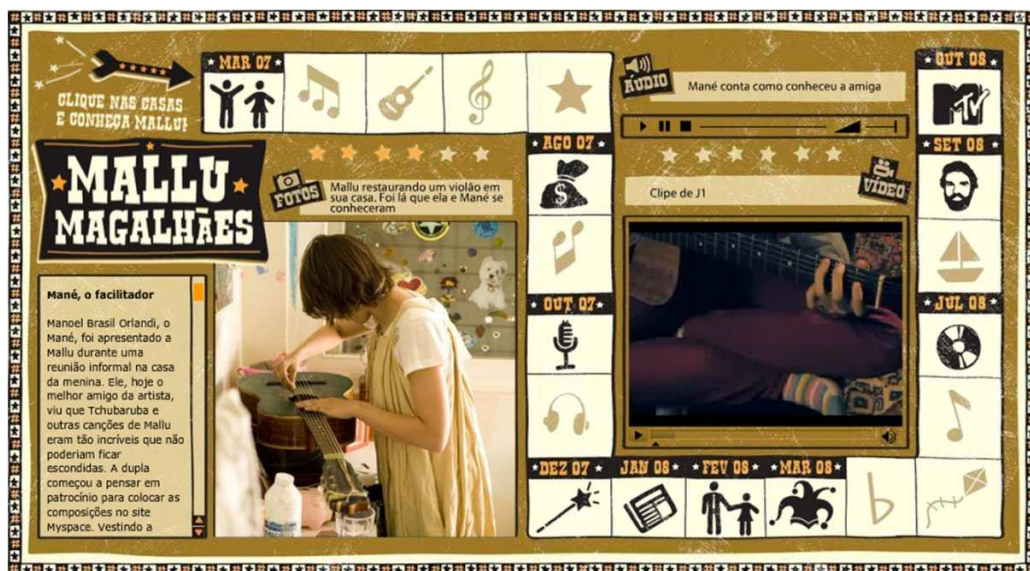 CLIQUE NAS CASAS
E CONHEÇA MALLU!
MAR 07
MALLU
MAGALHÃES
Mané, o facilitador
Manoel Brasil Orlandi, o
Mané, foi apresentado a
Mallu durante uma
reunião informal na casa
da menina. Ele, hoje o
melhor amigo da artista,
viu que Tchubaruba e
outras canções de Mallu
eram tão incríveis que não
poderiam ficar
escondidas. A dupla
começou a pensar em
patrocínio para colocar as
composições no site
Myspace. Vestindo a
FOTOS
Mallu restaurando um violão em
sua casa. Foi lá que ela e Mané se
conheceram
AGO 07
$
OUT 07
DEZ 07
JAN 08
FEV 08
MAR 08
ÁUDIO
Mané conta como conheceu a amiga
VÍDEO
Clipe de J1
OUT 08
MTV
SET 08
JUL 08